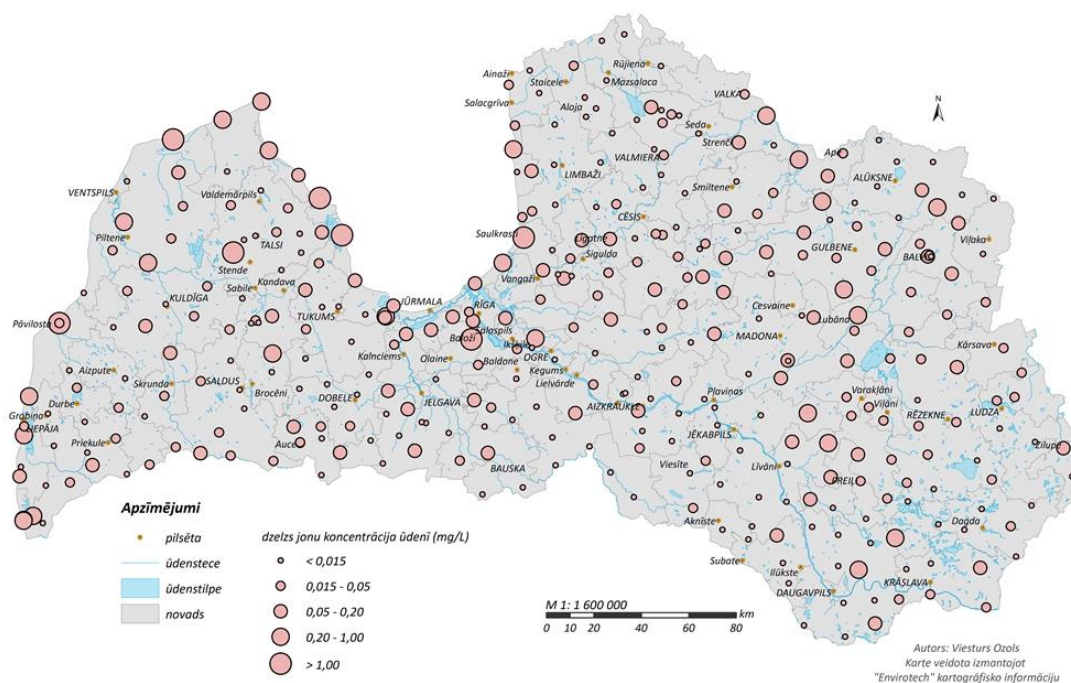 Ainaži
Rūjiena
Staicele
Mazsalaca
Salacgrīva
Aloja
VALKA
Seda
Strenči
VALMIERA
Ape
LIMBAŽI
Smiltene
ALŪKSNE
VENTSPILS
Valdemārpils
CĒSIS
Piltene
TALSI
Saulkrasti
Līgatne
Sigulda
GULBENE
Viļaka
BALVI
Stende
Sabile
Kandava
Vangaži
KULDĪGA
JŪRMALA
RĪGA
Cesvaine
Lubāna
Pāvilosta
TUKUMS
Salaspils
Baloži
Ikšķile
OGRE
MADONA
Kārsava
Kalnciems
Olaine
Baldone
Ķegums
Lielvārde
Aizpute
Skrunda
SALDUS
Brocēni
DOBELE
JELGAVA
AIZKRAUKLE
Pļaviņas
Varakļāni
Viļāni
RĒZEKNE
LUDZA
Durbe
Grobiņa
LIEPĀJA
Priekule
Auce
BAUSKA
JĒKABPILS
Viesīte
Līvāni
PREIĻI
Zilupe
Aknīste
Dagda
Subate
Ilūkste
DAUGAVPILS
KRĀSLAVA
N
Apzīmējumi
pilsēta
ūdenstece
ūdenstilpe
novads
dzelzs jonu koncentrācija ūdenī (mg/L)
< 0,015
0,015 - 0,05
0,05 - 0,20
0,20 - 1,00
> 1,00
M 1: 1 600 000
km
0 10 20 40 60 80
Autors: Viesturs Ozols
Karte veidota izmantojot
"Envirotech" kartogrāfisko informāciju